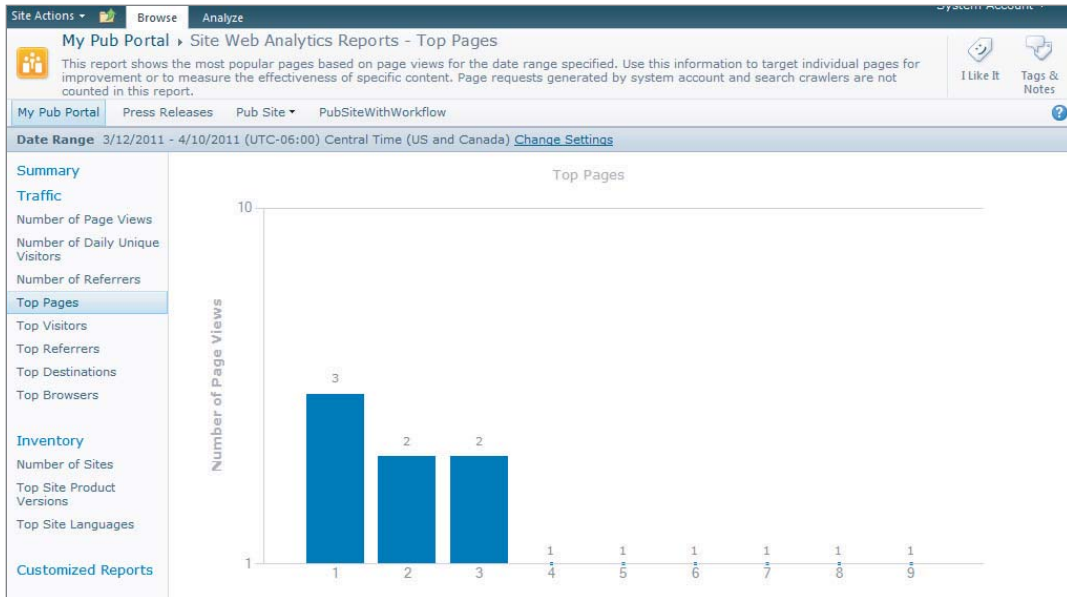 System Account
Site Actions
Browse
Analyze
My Pub Portal ▸ Site Web Analytics Reports - Top Pages
This report shows the most popular pages based on page views for the date range specified. Use this information to target individual pages for
improvement or to measure the effectiveness of specific content. Page requests generated by system account and search crawlers are not
counted in this report.
I Like It
Tags &
Notes
My Pub Portal
Press Releases
Pub Site
PubSiteWithWorkflow
Date Range 3/12/2011 - 4/10/2011 (UTC-06:00) Central Time (US and Canada) Change Settings
Summary
Traffic
Number of Page Views
Number of Daily Unique
Visitors
Number of Referrers
Top Pages
Top Visitors
Top Referrers
Top Destinations
Top Browsers
Inventory
Number of Sites
Top Site Product
Versions
Top Site Languages
Customized Reports
Top Pages
Number of Page Views
10
1
3
2
2
1
1
1
1
1
1
1
2
3
4
5
6
7
8
9